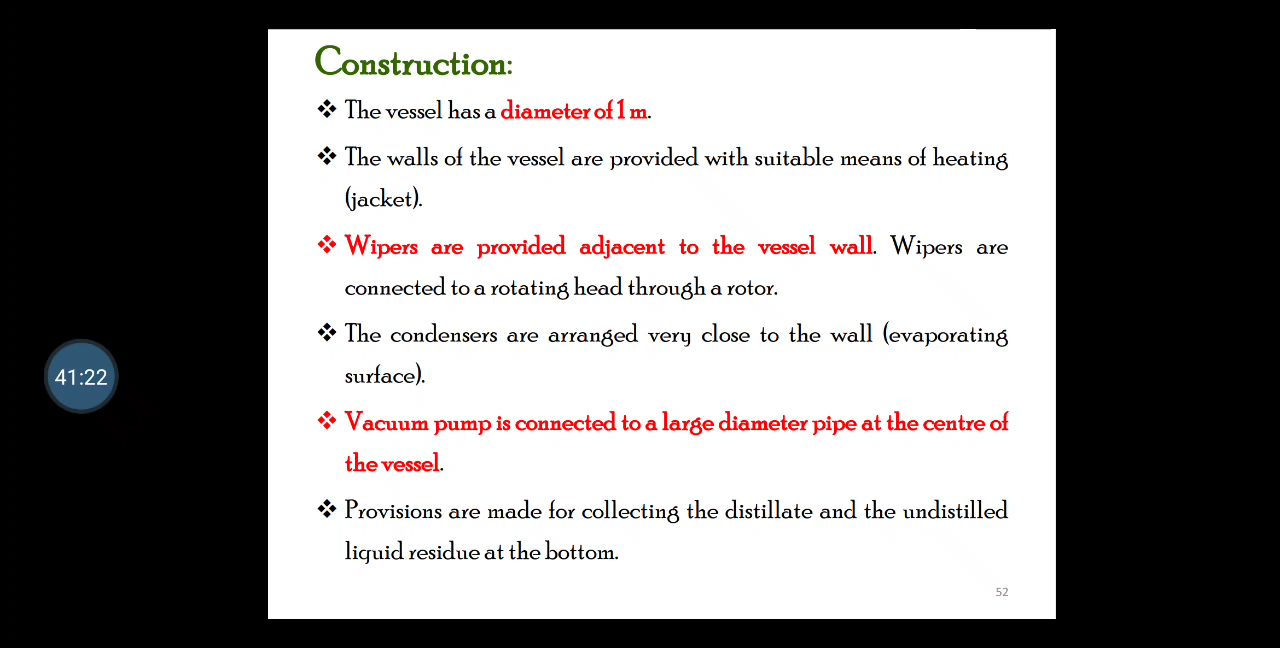 Construction:
❖ The vessel has a diameter of 1 m.
❖ The walls of the vessel are provided with suitable means of heating
(jacket).
❖ Wipers are provided adjacent to the vessel wall. Wipers are
connected to a rotating head through a rotor.
❖ The condensers are arranged very close to the wall (evaporating
surface).
❖ Vacuum pump is connected to a large diameter pipe at the centre of
the vessel.
❖ Provisions are made for collecting the distillate and the undistilled
liquid residue at the bottom.
52
41:22